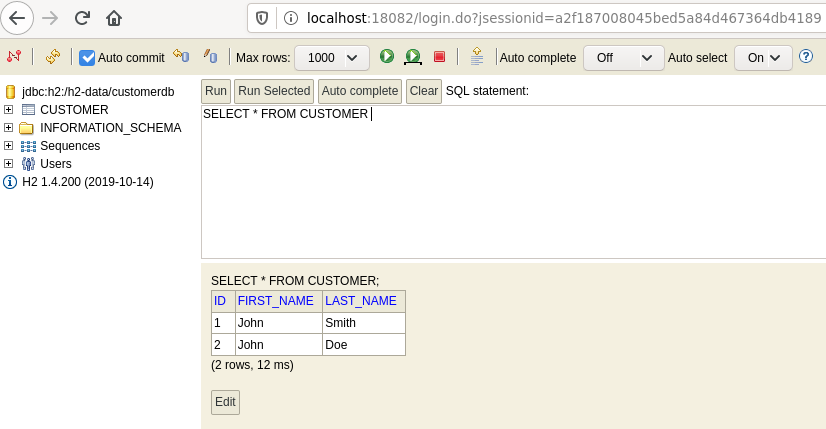 localhost:18082/login.do?jsessionid=a2f187008045bed5a84d467364db4189
Auto commit Max rows: 1000 Auto complete Off Auto select On
jdbc:h2:/h2-data/customerdb
CUSTOMER
INFORMATION_SCHEMA
Sequences
Users
H2 1.4.200 (2019-10-14)
Run Run Selected Auto complete Clear SQL statement:
SELECT * FROM CUSTOMER
SELECT * FROM CUSTOMER;
ID FIRST_NAME LAST_NAME
1 John Smith
2 John Doe
(2 rows, 12 ms)
Edit